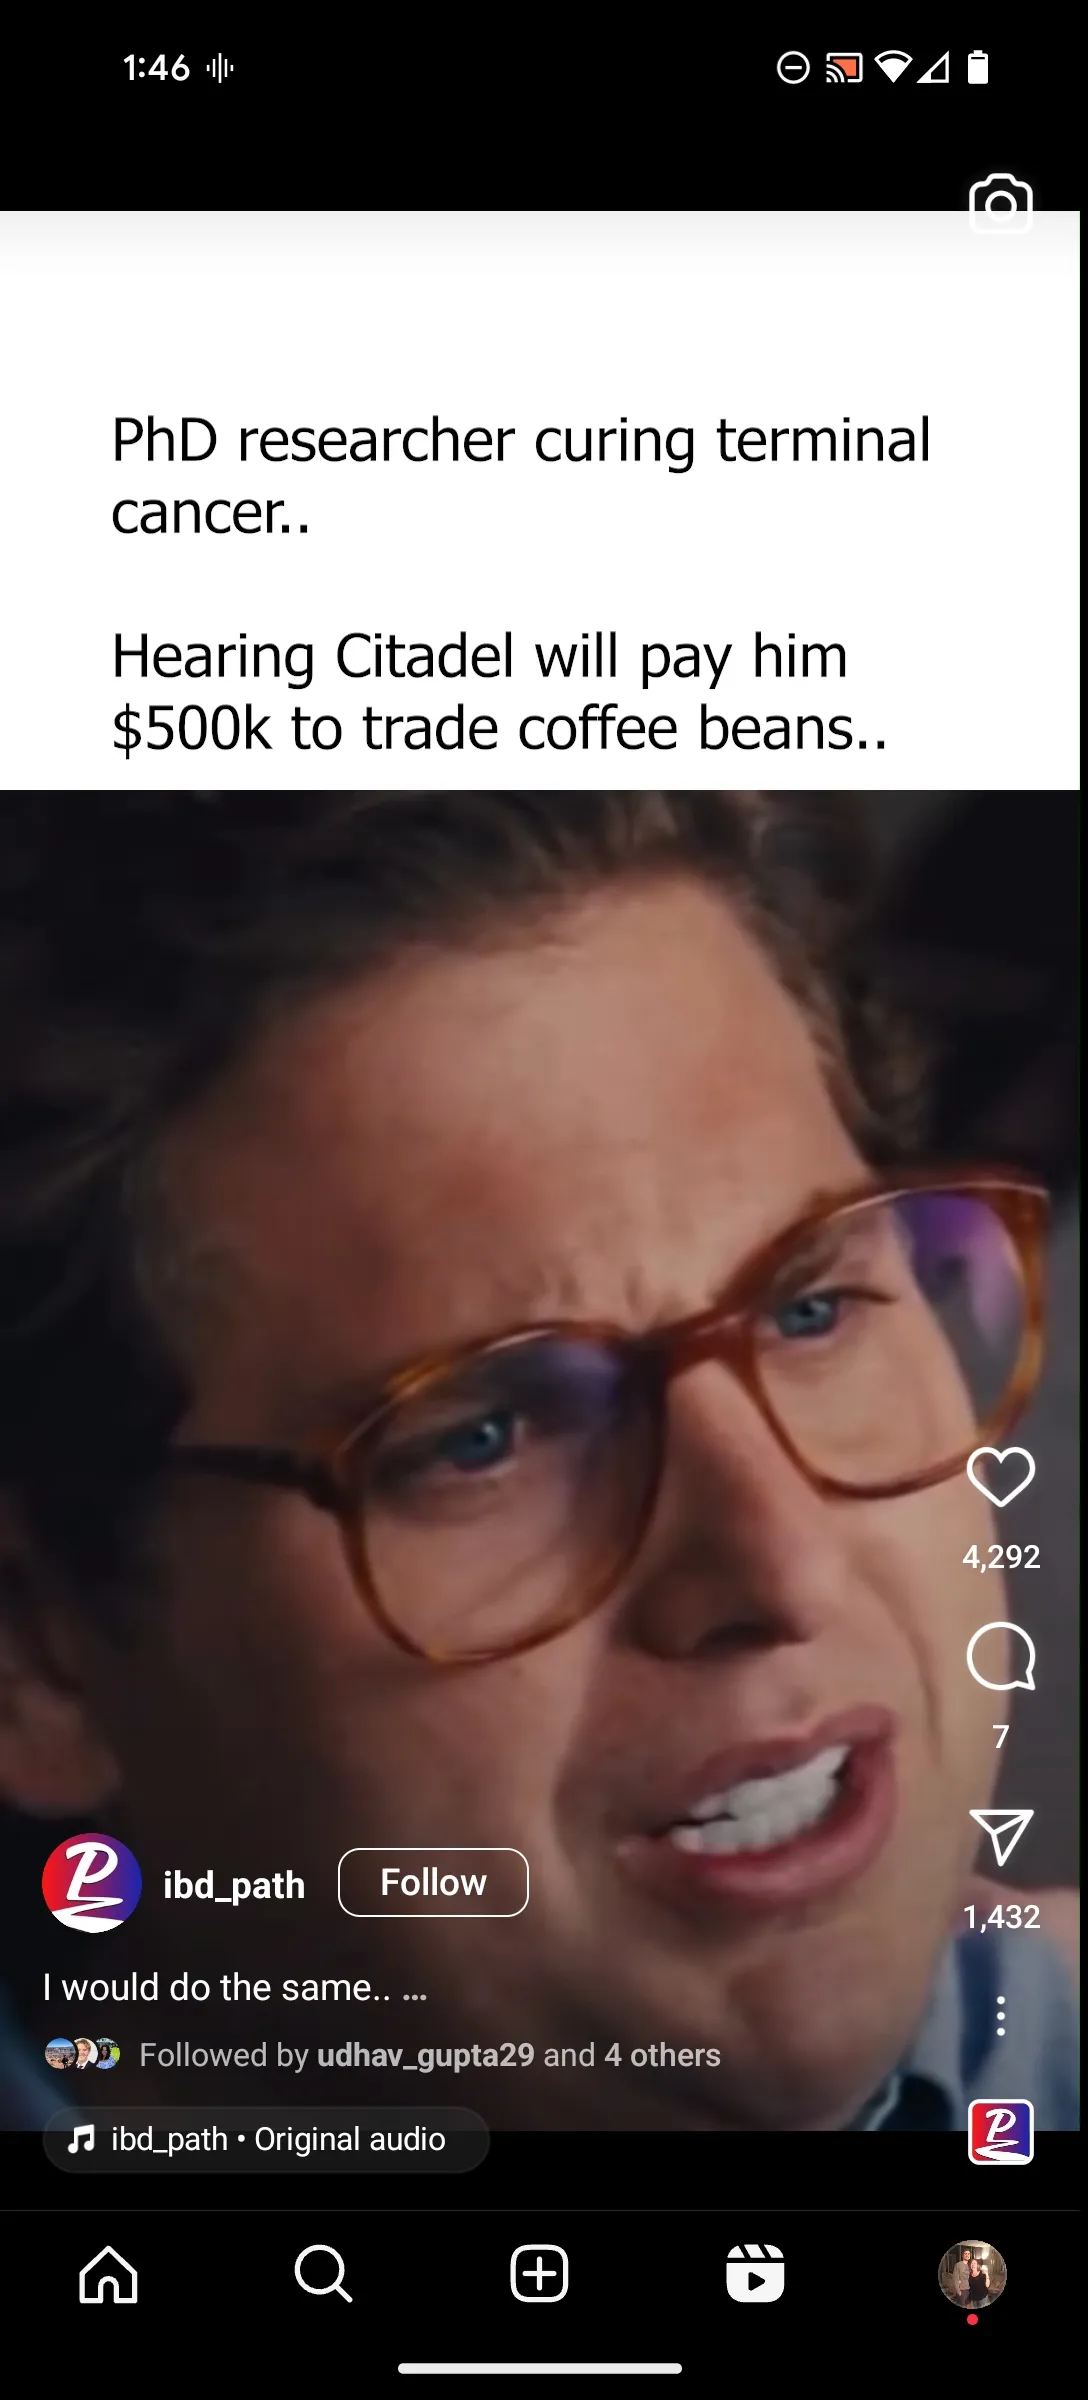 1:46
PhD researcher curing terminal
cancer..
Hearing Citadel will pay him
$500k to trade coffee beans..
4,292
7
1,432
P ibd_path Follow
I would do the same.. ...
Followed by udhav_gupta29 and 4 others
ibd_path • Original audio
P